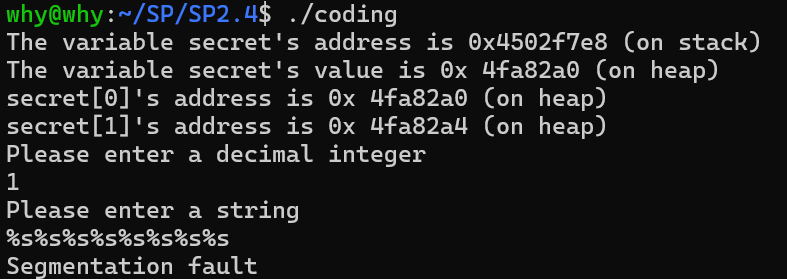 why@why:~/SP/SP2.4$ ./coding
The variable secret's address is 0x4502f7e8 (on stack)
The variable secret's value is 0x 4fa82a0 (on heap)
secret[0]'s address is 0x 4fa82a0 (on heap)
secret[1]'s address is 0x 4fa82a4 (on heap)
Please enter a decimal integer
1
Please enter a string
%s%s%s%s%s%s%s%s
Segmentation fault